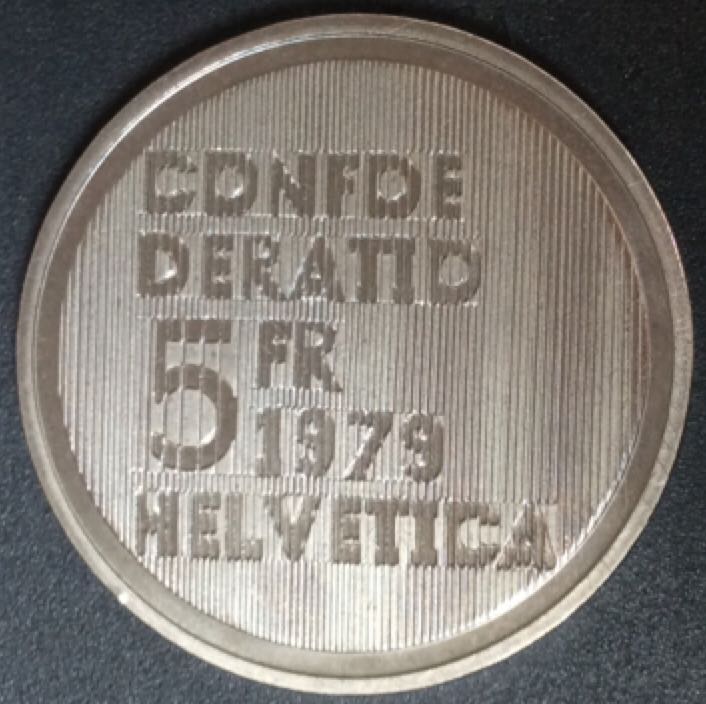 CONFOE
DERATIO
5 FR
1979
HELVETICA